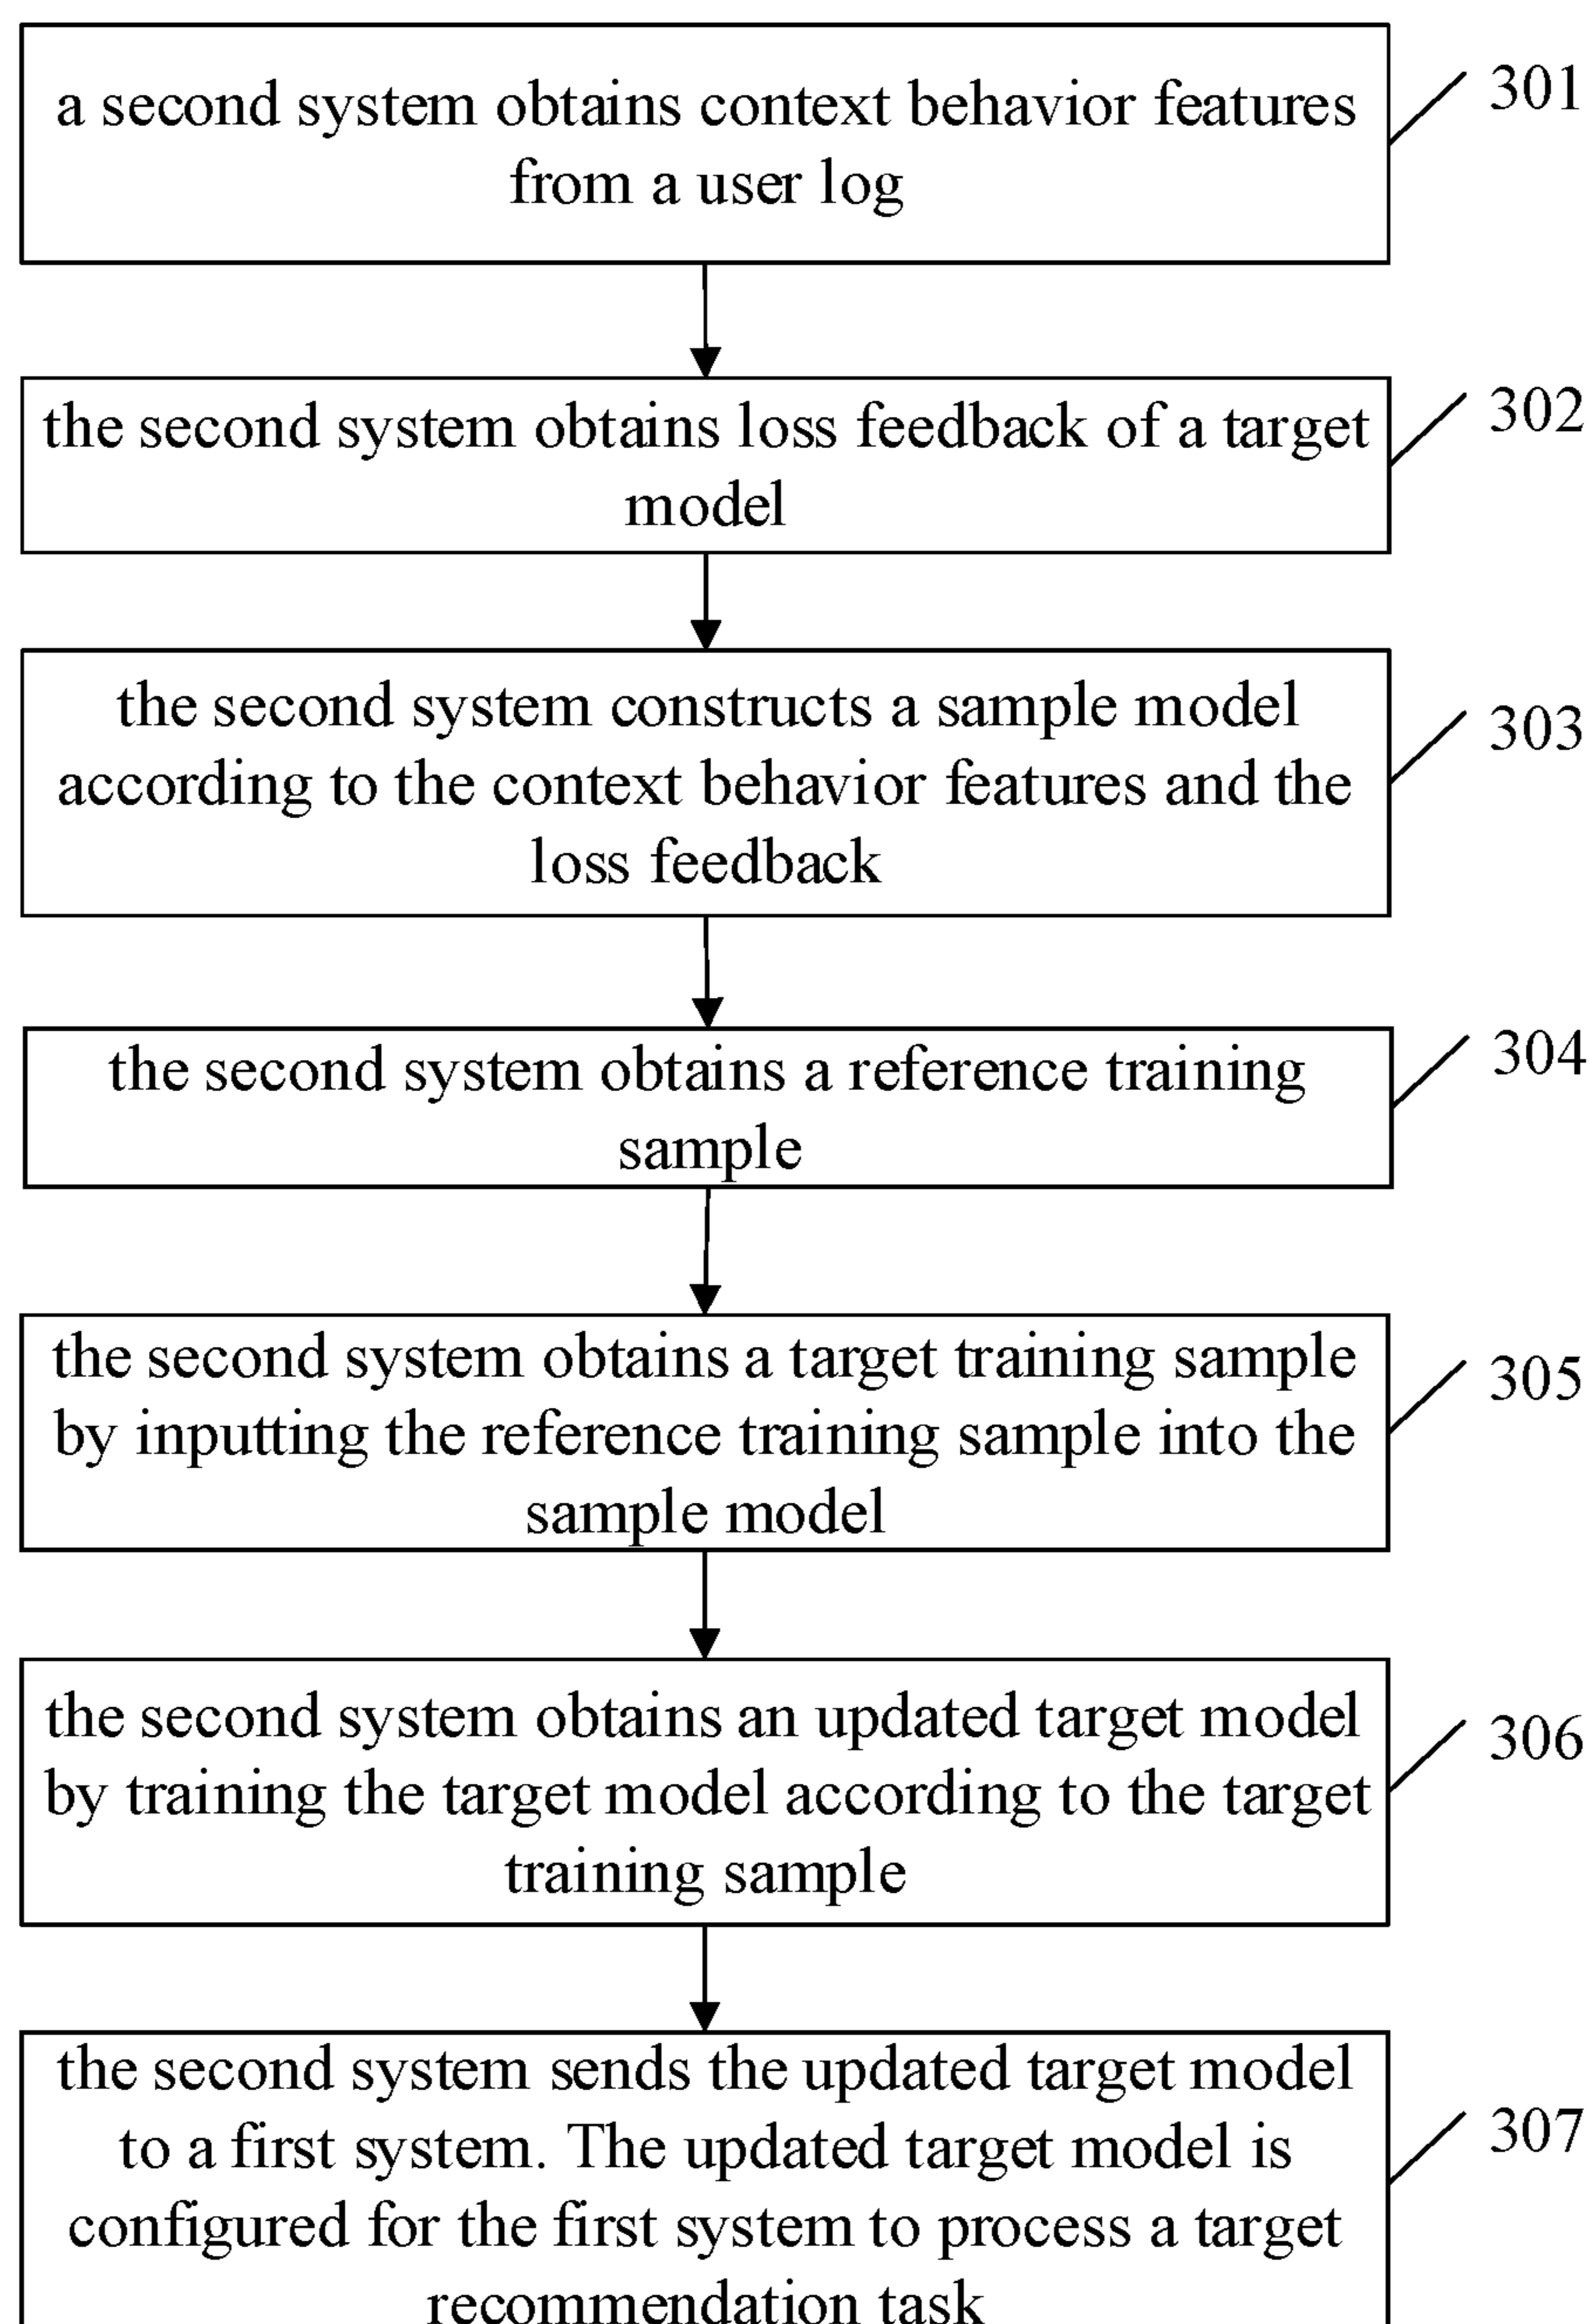 a second system obtains context behavior features
from a user log
301
the second system obtains loss feedback of a target
model
302
the second system constructs a sample model
according to the context behavior features and the
loss feedback
303
the second system obtains a reference training
sample
304
the second system obtains a target training sample
by inputting the reference training sample into the
sample model
305
the second system obtains an updated target model
by training the target model according to the target
training sample
306
the second system sends the updated target model
to a first system. The updated target model is
configured for the first system to process a target
recommendation task
307